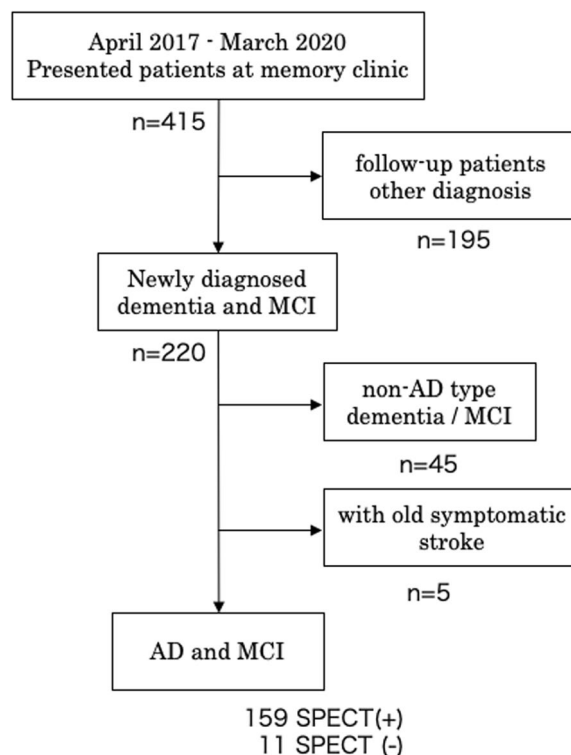 April 2017 - March 2020
Presented patients at memory clinic
n=415
follow-up patients
other diagnosis
n=195
Newly diagnosed
dementia and MCI
n=220
non-AD type
dementia / MCI
n=45
with old symptomatic
stroke
n=5
AD and MCI
159 SPECT(+)
11 SPECT (-)